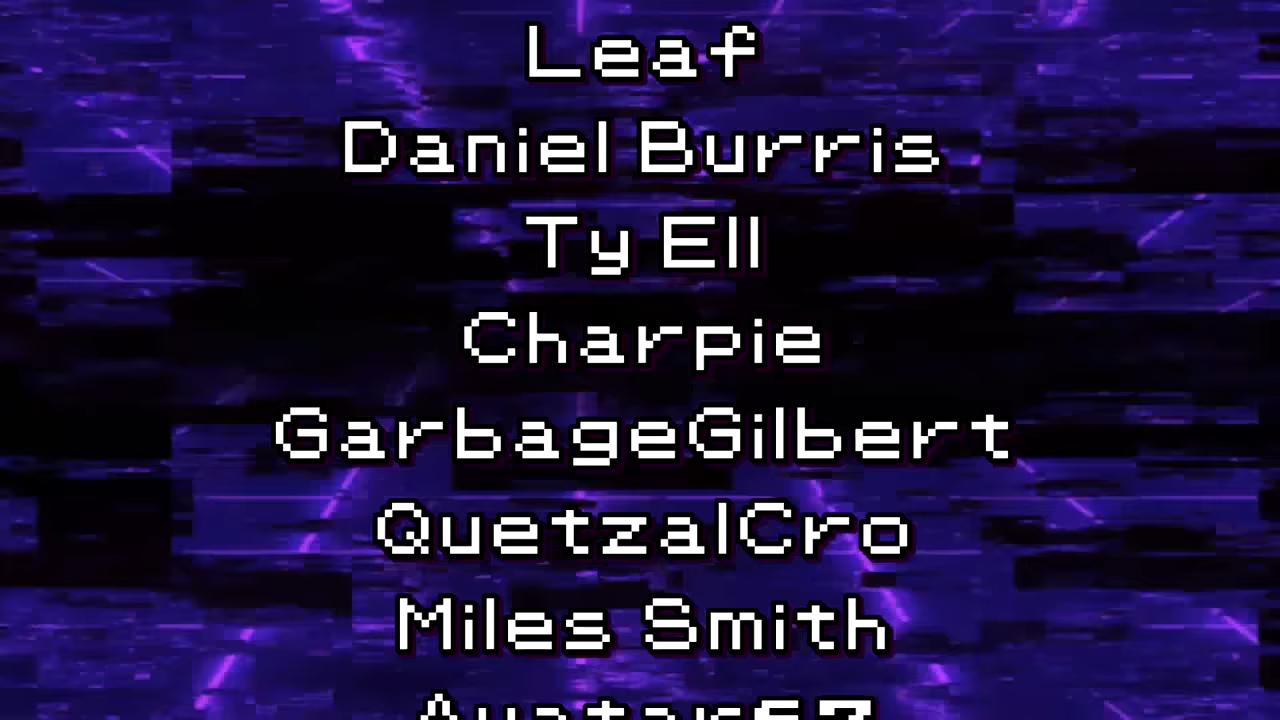 Leaf
Daniel Burris
Ty Ell
Charpie
GarbageGilbert
QuetzalCro
Miles Smith